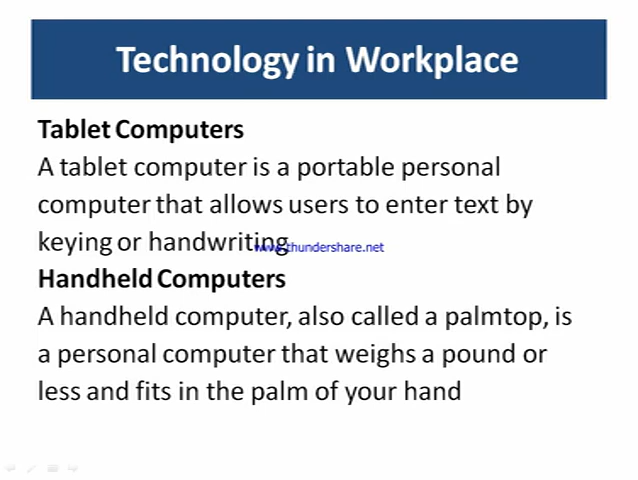 Technology in Workplace
Tablet Computers
A tablet computer is a portable personal
computer that allows users to enter text by
keying or handwriting
www.thundershare.net
Handheld Computers
A handheld computer, also called a palmtop, is
a personal computer that weighs a pound or
less and fits in the palm of your hand